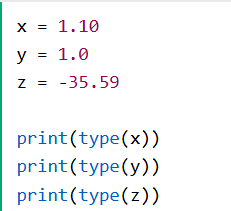 x = 1.10
y = 1.0
z = -35.59

print(type(x))
print(type(y))
print(type(z))